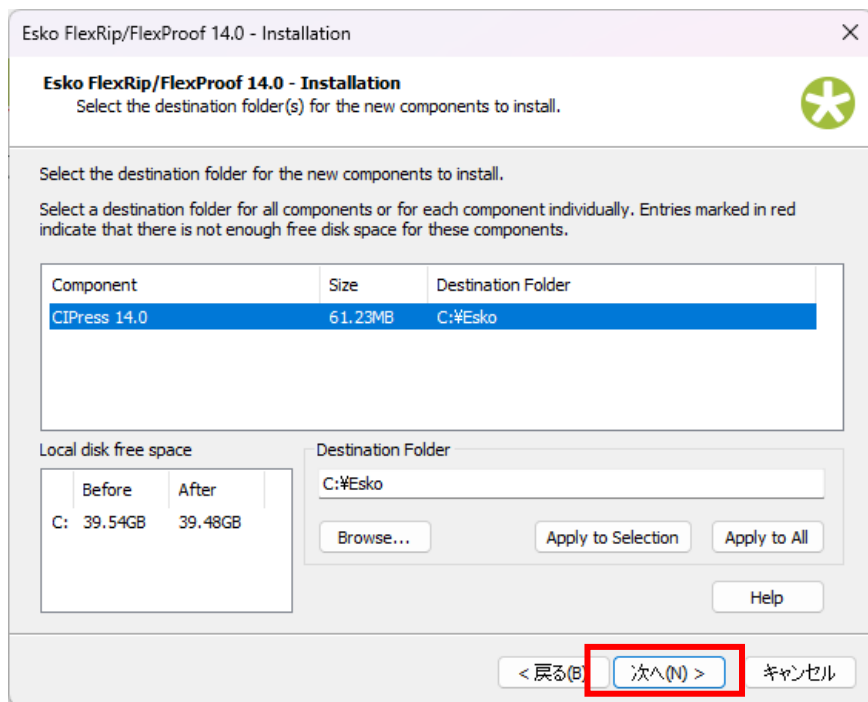 Esko FlexRip/FlexProof 14.0 - Installation
Esko FlexRip/FlexProof 14.0 - Installation
Select the destination folder(s) for the new components to install.
Select the destination folder for the new components to install.
Select a destination folder for all components or for each component individually. Entries marked in red
indicate that there is not enough free disk space for these components.
Component Size Destination Folder
CIPress 14.0 61.23MB C:¥Esko
Local disk free space
Before After
C: 39.54GB 39.48GB
Destination Folder
C:¥Esko
Browse... Apply to Selection Apply to All
Help
< 戻る(B) 次へ(N) > キャンセル